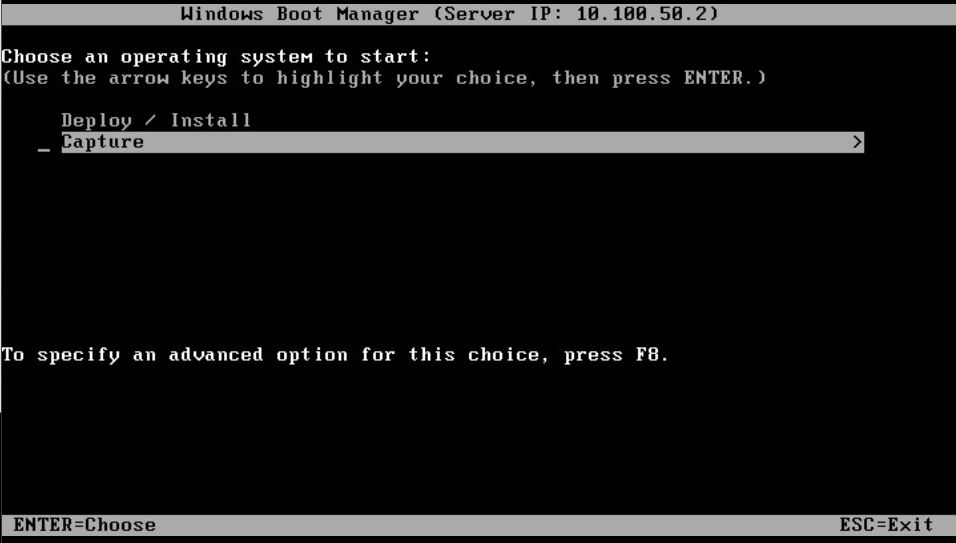 Windows Boot Manager (Server IP: 10.100.50.2)
Choose an operating system to start:
(Use the arrow keys to highlight your choice, then press ENTER.)
Deploy / Install
Capture >
To specify an advanced option for this choice, press F8.
ENTER=Choose ESC=Exit